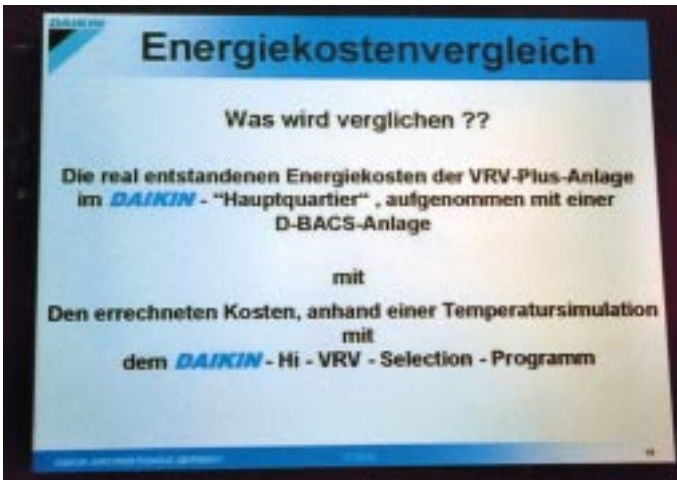 DAIKIN
Energiekostenvergleich
Was wird verglichen ??
Die real entstandenen Energiekosten der VRV-Plus-Anlage
im DAIKIN - "Hauptquartier" , aufgenommen mit einer
D-BACS-Anlage
mit
Den errechneten Kosten, anhand einer Temperatursimulation
mit
dem DAIKIN - Hi - VRV - Selection - Programm